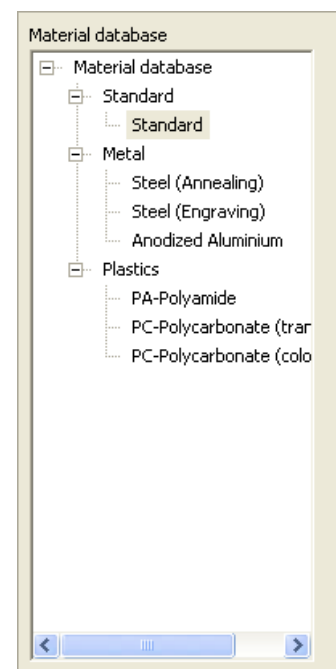 Material database
Material database
Standard
Standard
Metal
Steel (Annealing)
Steel (Engraving)
Anodized Aluminium
Plastics
PA-Polyamide
PC-Polycarbonate (tran
PC-Polycarbonate (colo